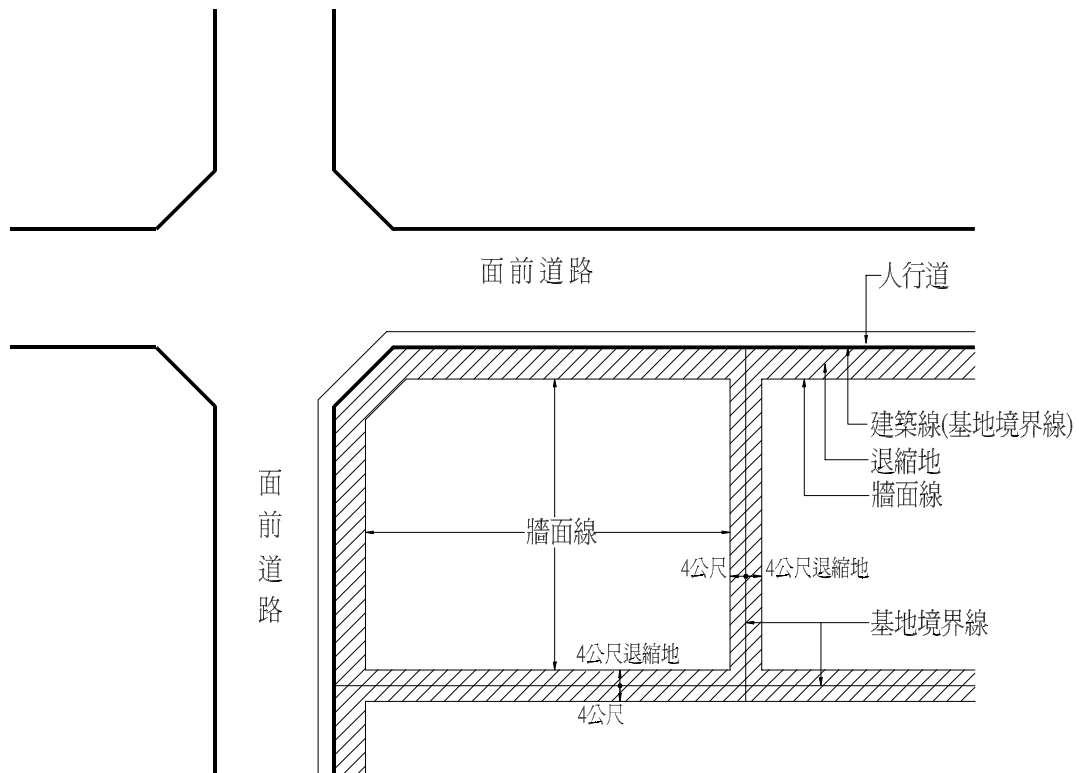 面前道路
人行道
建築線(基地境界線)
退縮地
牆面線
面前道路
牆面線
4公尺
4公尺退縮地
基地境界線
4公尺退縮地
4公尺